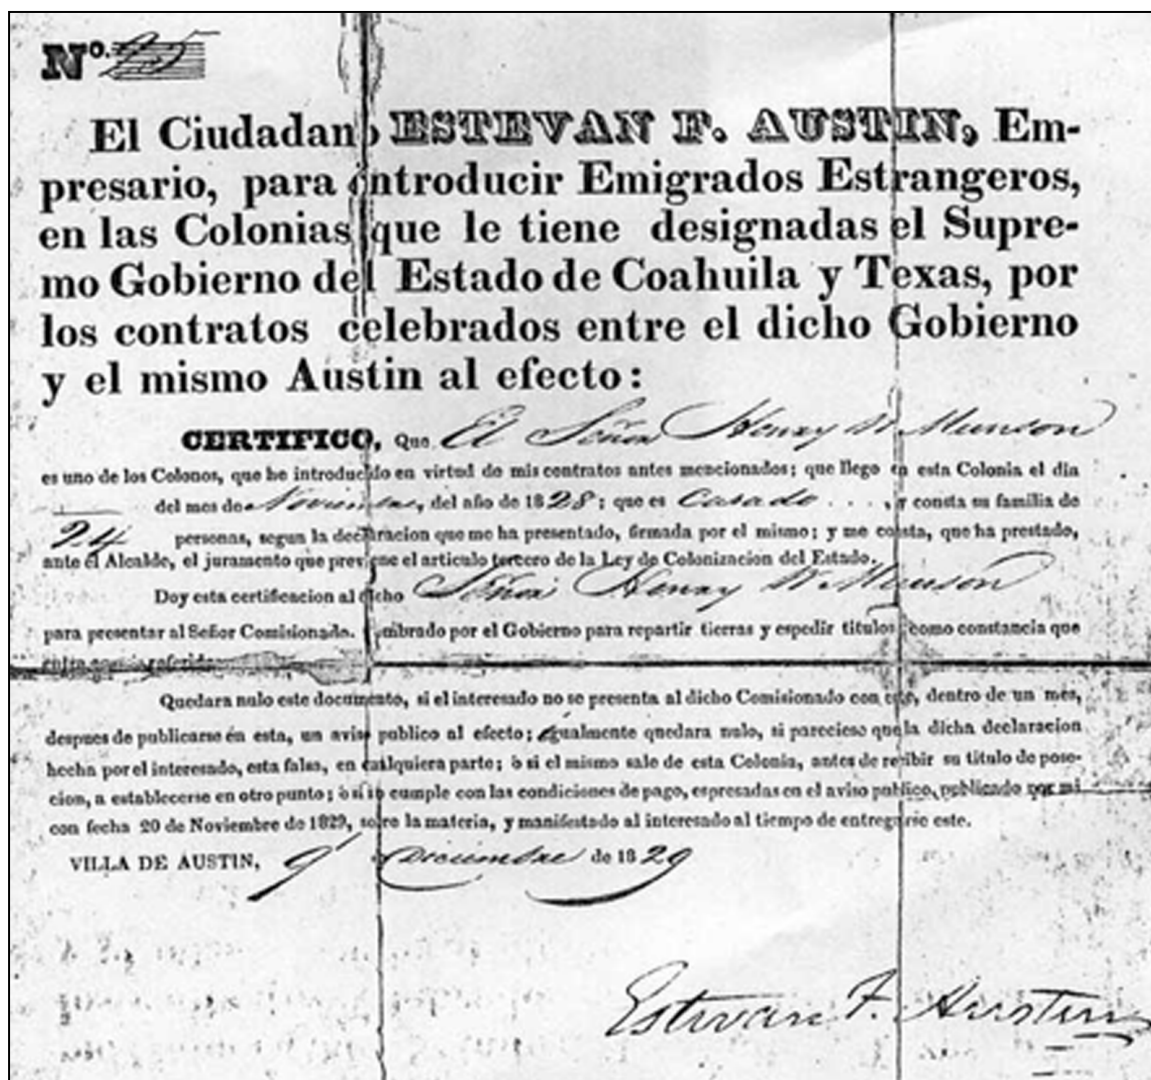 Nº. 25
El Ciudadano ESTEVAN F. AUSTIN, Em-
presario, para introducir Emigrados Estrangeros,
en las Colonias que le tiene designadas el Supre-
mo Gobierno del Estado de Coahuila y Texas, por
los contratos celebrados entre el dicho Gobierno
y el mismo Austin al efecto:
CERTIFICO, Que El Señor Henry W Munson
es uno de los Colonos, que he introducido en virtud de mis contratos antes mencionados; que llego en esta Colonia el dia
del mes de Noviembre, del año de 1828; que es Casado . . . , y consta su familia de
24 personas, segun la declaracion que me ha presentado, firmada por el mismo; y me consta, que ha prestado,
ante el Alcalde, el juramento que previene el articulo tercero de la Ley de Colonizacion del Estado.
Doy esta certificacion al dicho Señor Henry W Munson
para presentar al Señor Comisionado. nombrado por el Gobierno para repartir tierras y espedir titulos, como constancia que
Quedara nulo este documento, si el interesado no se presenta al dicho Comisionado con este, dentro de un mes,
despues de publicarse en esta, un aviso publico al efecto; igualmente quedara nulo, si pareciese que la dicha declaracion
hecha por el interesado, esta falsa, en cualquiera parte; ò si el mismo sale de esta Colonia, antes de recibir su titulo de pose-
cion, a establecerse en otro punto; ò si no cumple con las condiciones de pago, espresadas en el aviso publico, publicado por mi
con fecha 20 de Noviembre de 1829, sobre la materia, y manifestado al interesado al tiempo de entregarle este.
VILLA DE AUSTIN, 9 Diciembre de 1829
Estevan F. Austin